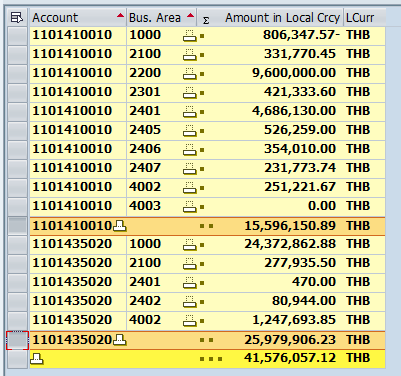 Account Bus. Area Σ Amount in Local Crcy LCurr
1101410010 1000 806,347.57- THB
1101410010 2100 331,770.45 THB
1101410010 2200 9,600,000.00 THB
1101410010 2301 421,333.60 THB
1101410010 2401 4,686,130.00 THB
1101410010 2405 526,259.00 THB
1101410010 2406 354,010.00 THB
1101410010 2407 231,773.74 THB
1101410010 4002 251,221.67 THB
1101410010 4003 0.00 THB
1101410010 15,596,150.89 THB
1101435020 1000 24,372,862.88 THB
1101435020 2100 277,935.50 THB
1101435020 2401 470.00 THB
1101435020 2402 80,944.00 THB
1101435020 4002 1,247,693.85 THB
1101435020 25,979,906.23 THB
41,576,057.12 THB